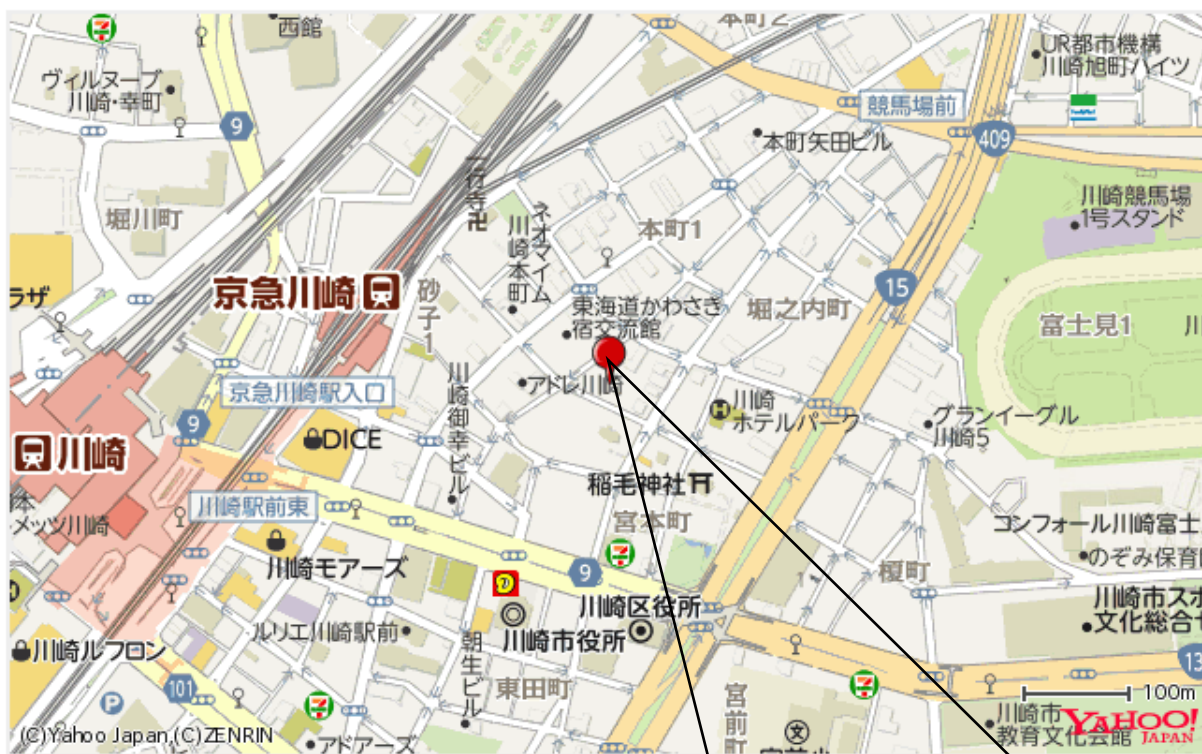 西館
本町2
UR都市機構
川崎旭町ハイツ
ヴィルヌーブ
川崎・幸町
9
競馬場前
409
本町矢田ビル
一行寺卍
川崎競馬場
1号スタンド
堀川町
ネオマイム
川崎本町
本町1
京急川崎
砂子1
15
ラザ
東海道かわさき
宿交流館
堀之内町
富士見1
川
京急川崎駅入口
川崎御幸ビル
アドレ川崎
H
川崎
ホテルパーク
グランイーグル
川崎5
9
DICE
川崎
稲毛神社
川崎駅前東
宮本町
メッツ川崎
コンフォール川崎富士
のぞみ保育
川崎モアーズ
7
9
榎町
川崎区役所
川崎市役所
川崎市スポ
文化総合セ
ルリエ川崎駅前
朝生ビル
川崎ルフロン
101
東田町
宮前町
13
P
100m
川崎市
教育文化会館
YAHOO!
JAPAN
文
宮前小
アドアーズ
(C)Yahoo Japan,(C)ZENRIN